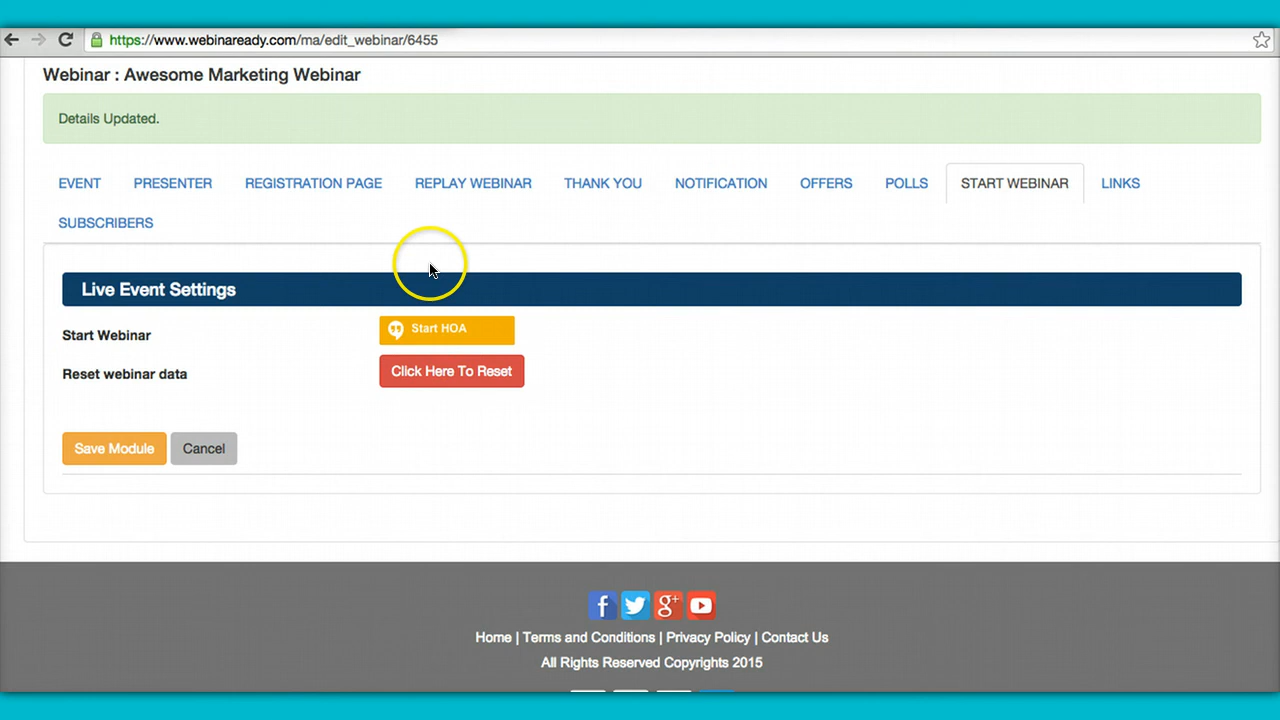 https://www.webinaready.com/ma/edit_webinar/6455
Webinar : Awesome Marketing Webinar
Details Updated.
EVENT PRESENTER REGISTRATION PAGE REPLAY WEBINAR THANK YOU NOTIFICATION OFFERS POLLS START WEBINAR LINKS
SUBSCRIBERS
Live Event Settings
Start Webinar Start HOA
Reset webinar data Click Here To Reset
Save Module Cancel
Home | Terms and Conditions | Privacy Policy | Contact Us
All Rights Reserved Copyrights 2015